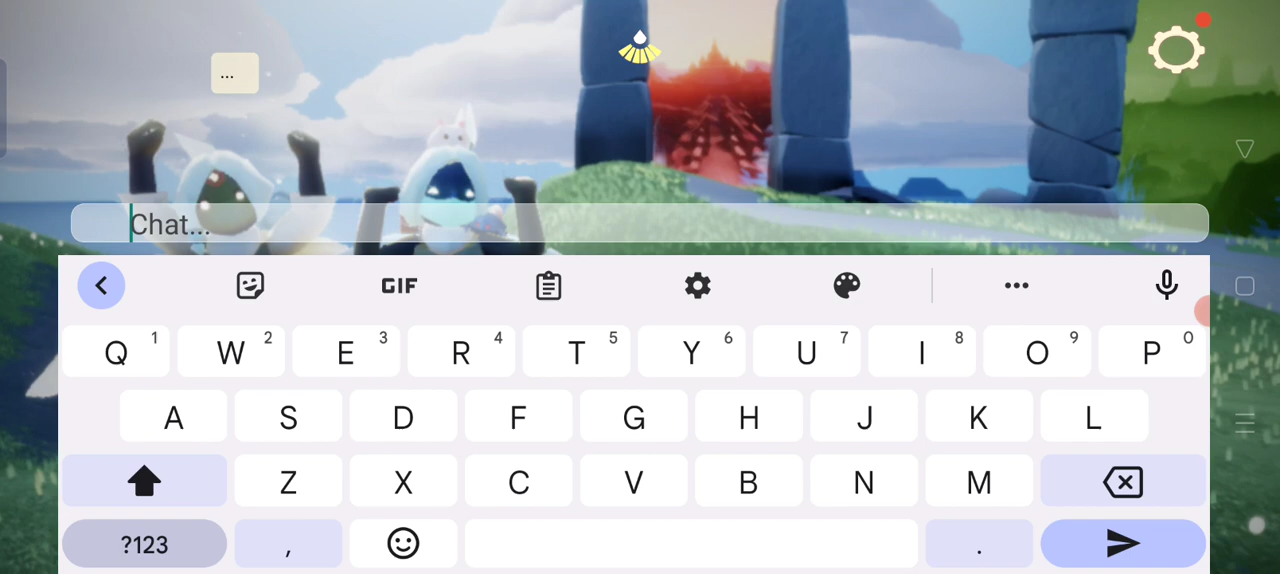 ...
Chat...
GIF
Q 1 W 2 E 3 R 4 T 5 Y 6 U 7 I 8 O 9 P 0
A S D F G H J K L
Z X C V B N M
?123 , .